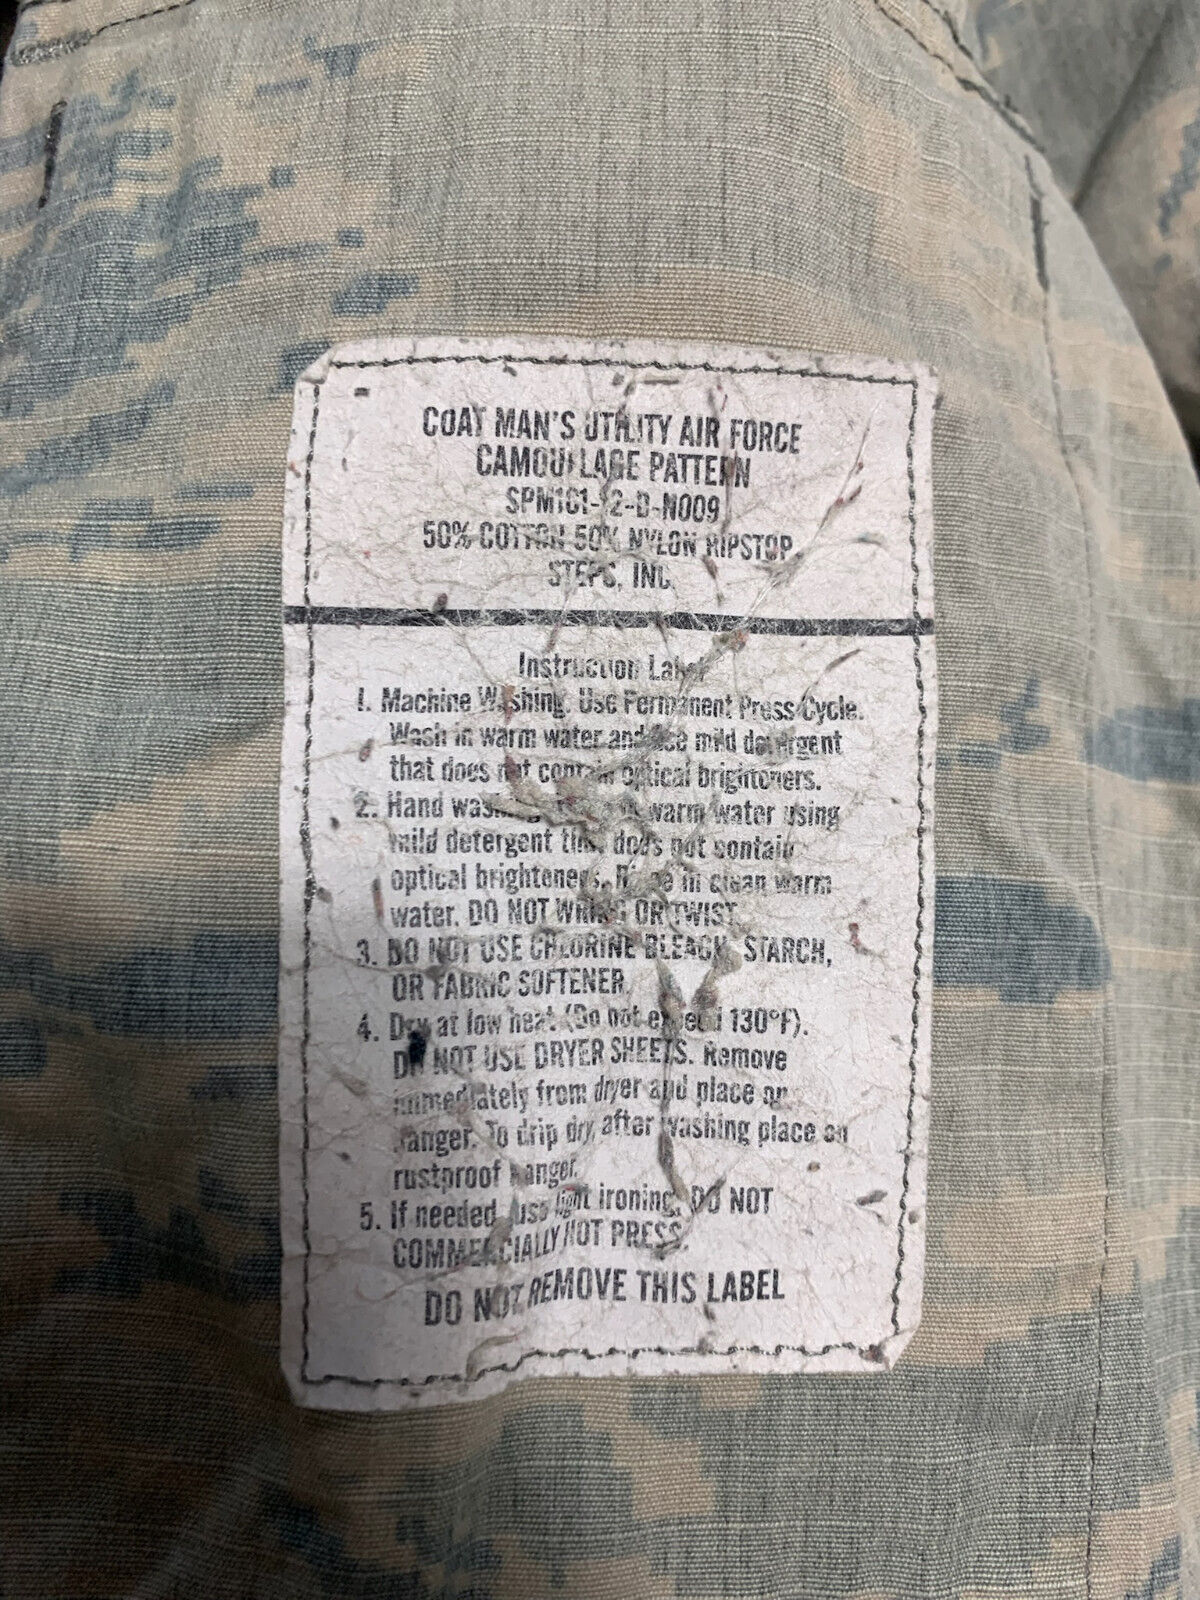 COAT MAN'S UTILITY AIR FORCE
CAMOUFLAGE PATTERN
SPM1C1-12-D-N009
50% COTTON 50% NYLON RIPSTOP
STEPS, INC.
Instruction Label
1. Machine Washing. Use Permanent Press Cycle.
Wash in warm water and use mild detergent
that does not contain optical brighteners.
2. Hand washing warm water using
mild detergent that does not contain
optical brighteners. Rinse in clean warm
water. DO NOT WRING OR TWIST
3. DO NOT USE CHLORINE BLEACH, STARCH,
OR FABRIC SOFTENER.
4. Dry at low heat (Do not exceed 130°F).
DO NOT USE DRYER SHEETS. Remove
immediately from dryer and place on
hanger. To drip dry, after washing place on
rustproof hanger.
5. If needed, use light ironing, DO NOT
COMMERCIALLY HOT PRESS.
DO NOT REMOVE THIS LABEL